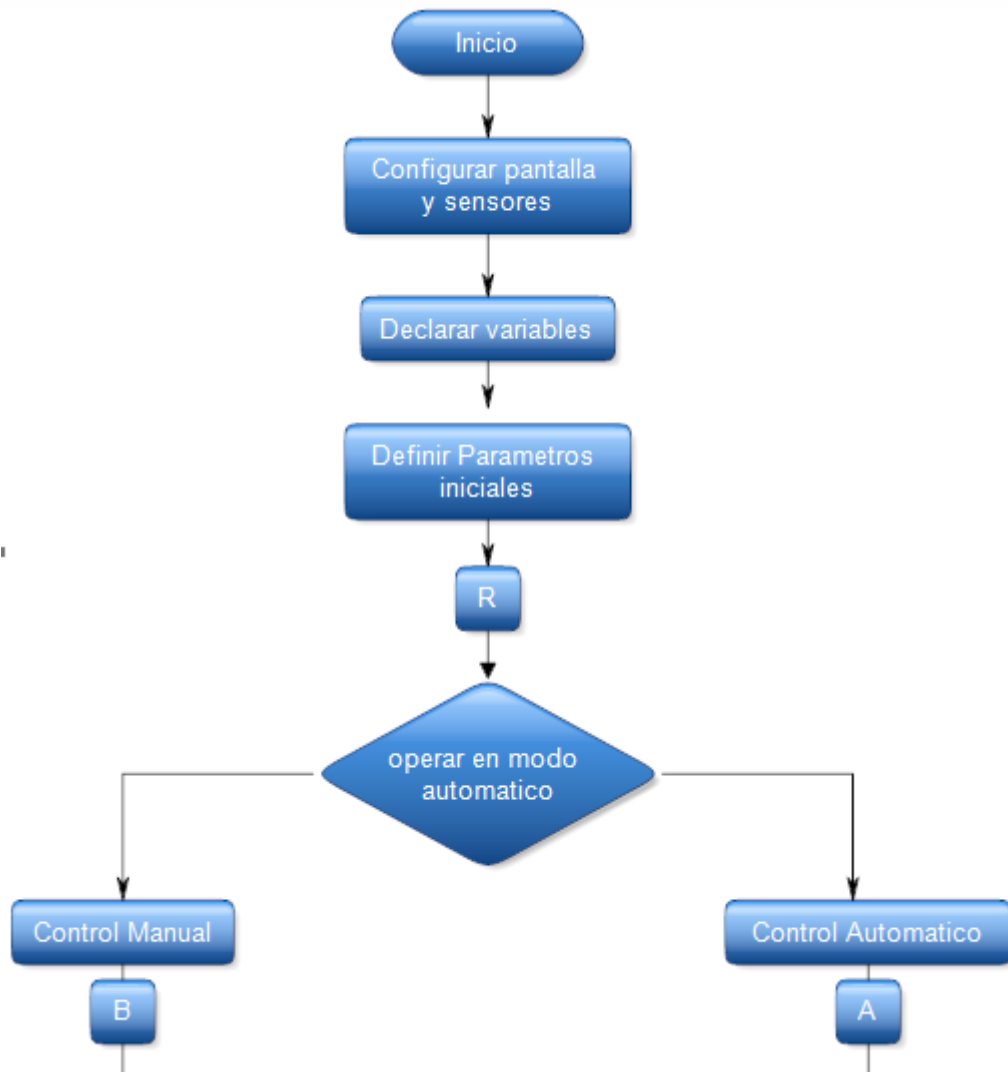 Inicio
Configurar pantalla
y sensores
Declarar variables
Definir Parametros
iniciales
R
operar en modo
automatico
Control Manual
Control Automatico
B
A